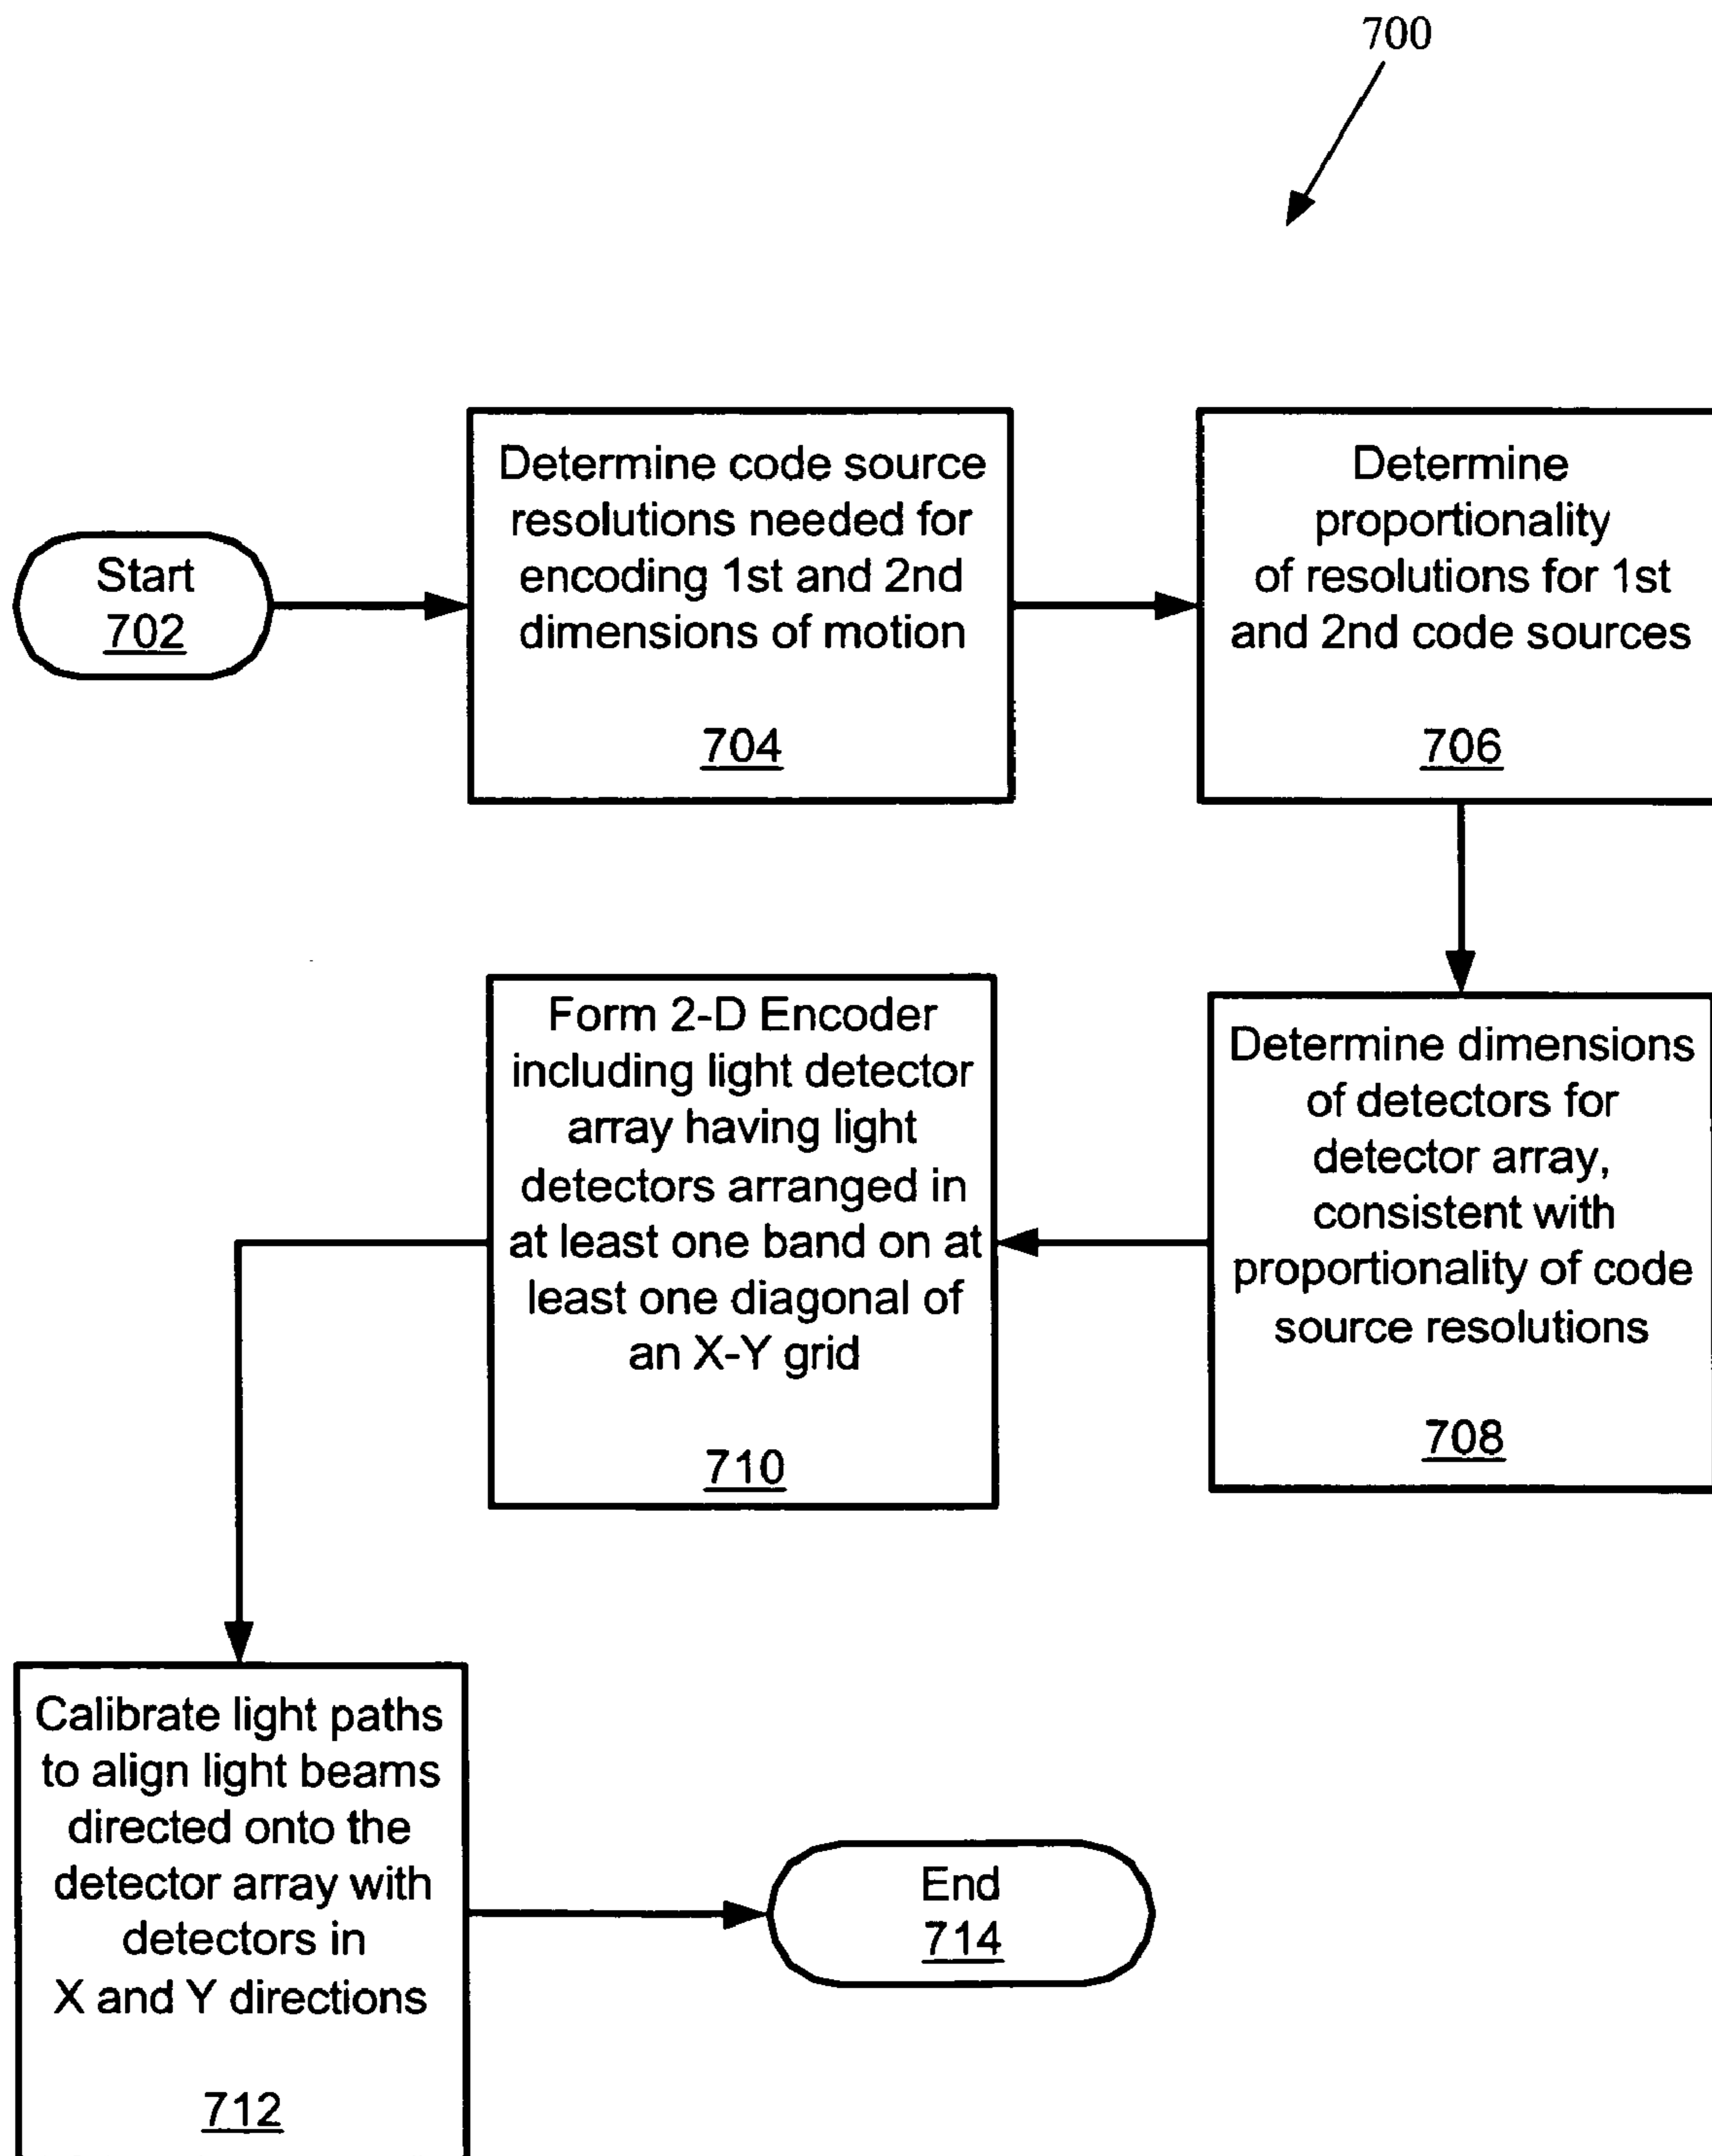 700
Start
702
Determine code source
resolutions needed for
encoding 1st and 2nd
dimensions of motion
704
Determine
proportionality
of resolutions for 1st
and 2nd code sources
706
Determine dimensions
of detectors for
detector array,
consistent with
proportionality of code
source resolutions
708
Form 2-D Encoder
including light detector
array having light
detectors arranged in
at least one band on at
least one diagonal of
an X-Y grid
710
Calibrate light paths
to align light beams
directed onto the
detector array with
detectors in
X and Y directions
712
End
714